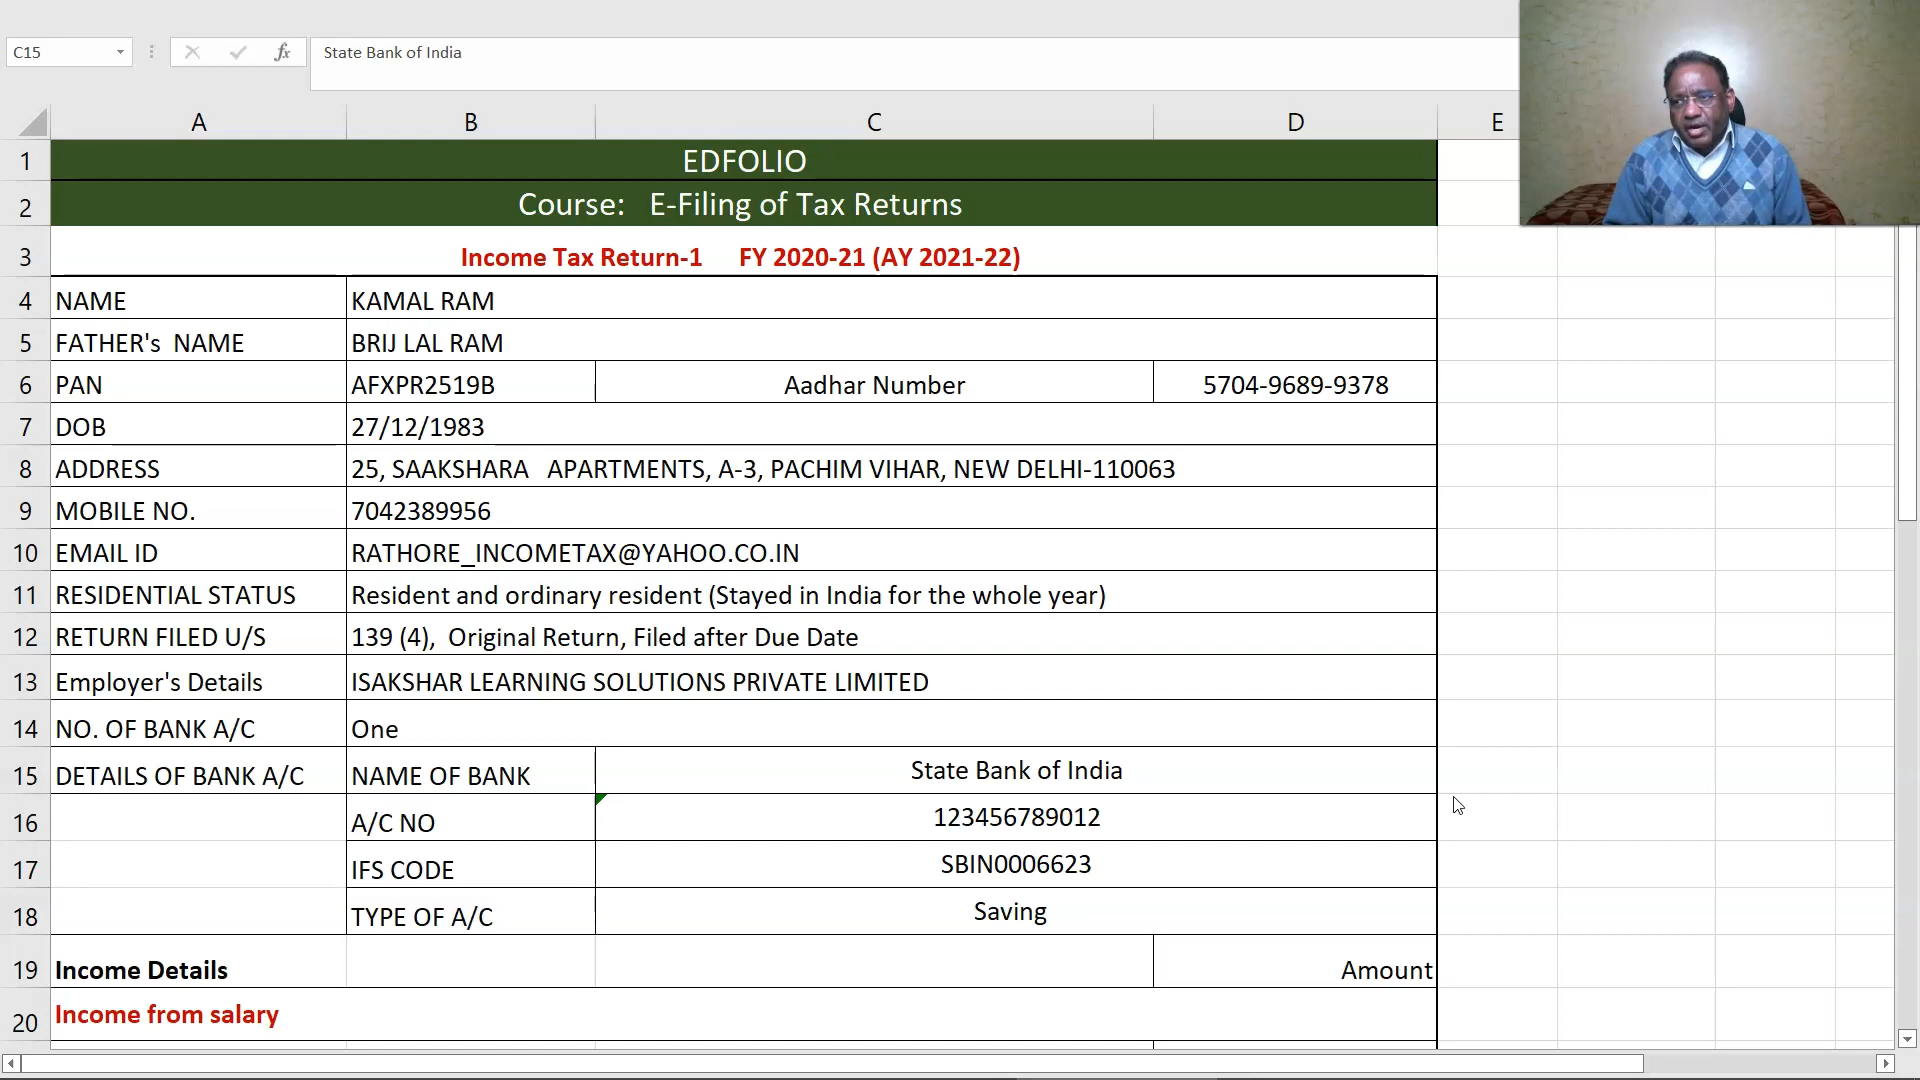 C15
fx
State Bank of India
A B C D E
1 EDFOLIO
2 Course: E-Filing of Tax Returns
3 Income Tax Return-1 FY 2020-21 (AY 2021-22)
4 NAME KAMAL RAM
5 FATHER's NAME BRIJ LAL RAM
6 PAN AFXPR2519B Aadhar Number 5704-9689-9378
7 DOB 27/12/1983
8 ADDRESS 25, SAAKSHARA APARTMENTS, A-3, PACHIM VIHAR, NEW DELHI-110063
9 MOBILE NO. 7042389956
10 EMAIL ID RATHORE_INCOMETAX@YAHOO.CO.IN
11 RESIDENTIAL STATUS Resident and ordinary resident (Stayed in India for the whole year)
12 RETURN FILED U/S 139 (4), Original Return, Filed after Due Date
13 Employer's Details ISAKSHAR LEARNING SOLUTIONS PRIVATE LIMITED
14 NO. OF BANK A/C One
15 DETAILS OF BANK A/C NAME OF BANK State Bank of India
16 A/C NO 123456789012
17 IFS CODE SBIN0006623
18 TYPE OF A/C Saving
19 Income Details Amount
20 Income from salary